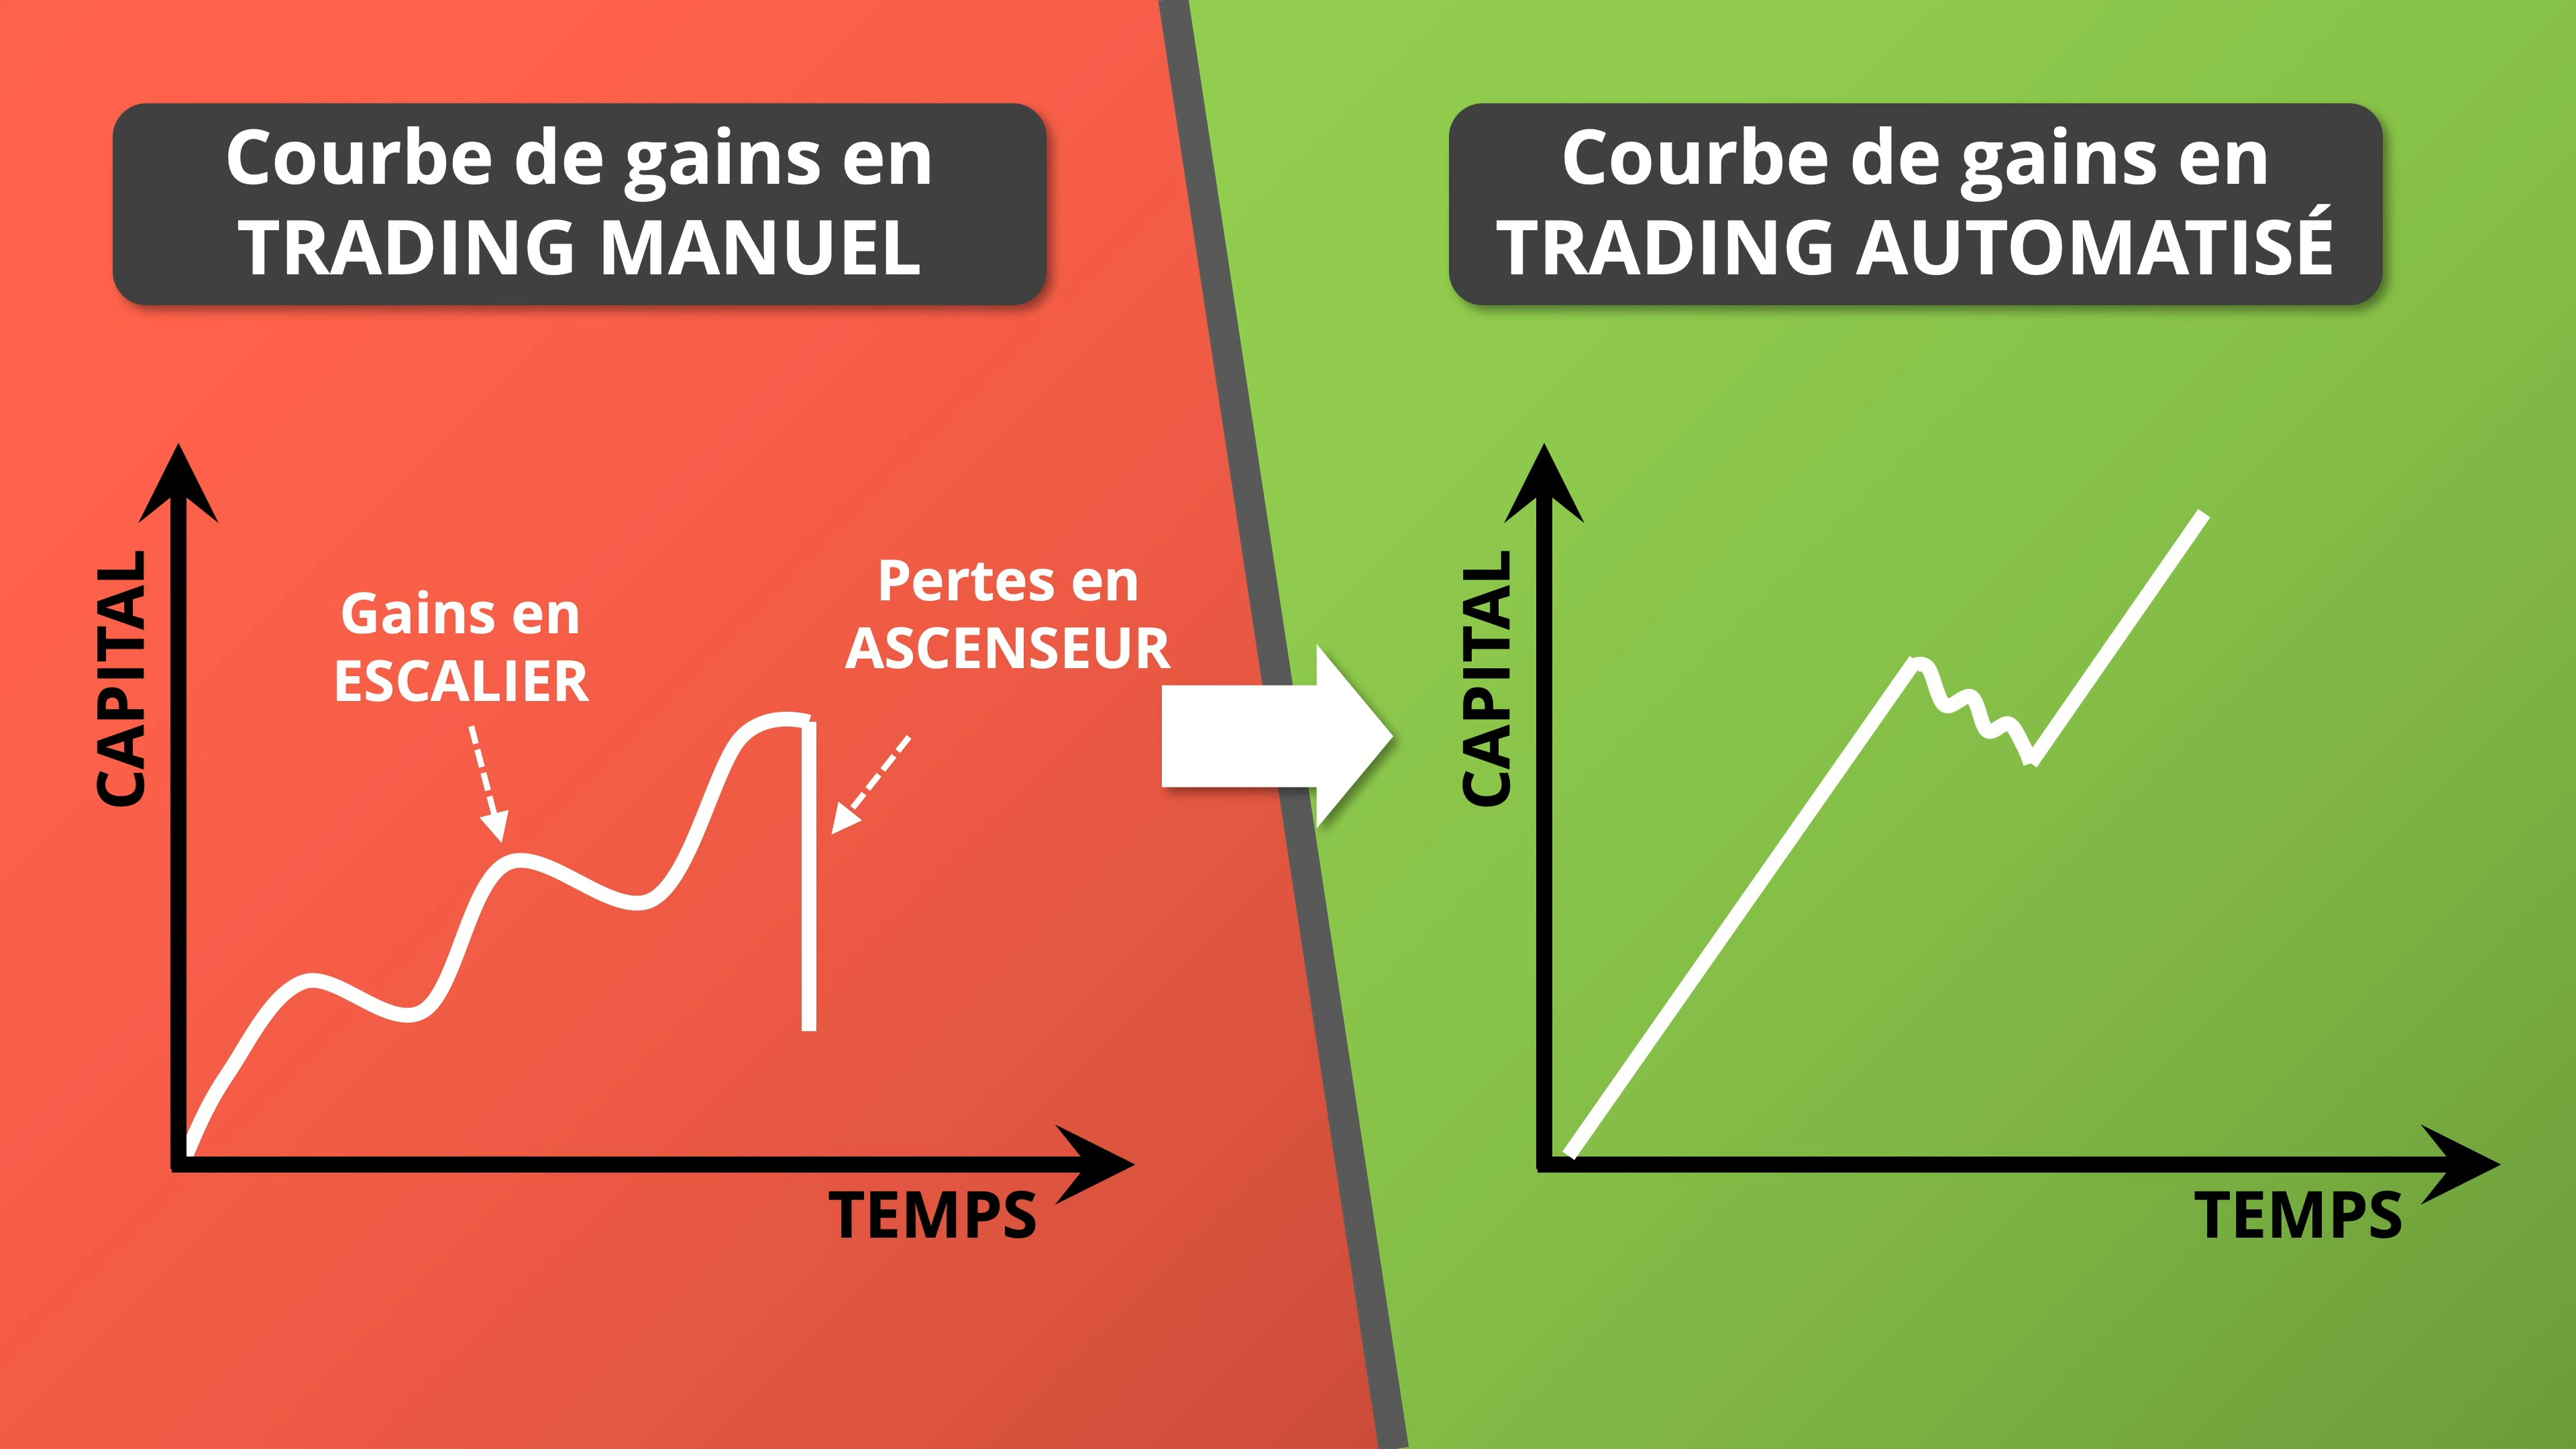 Courbe de gains en
TRADING MANUEL
CAPITAL
Gains en
ESCALIER
Pertes en
ASCENSEUR
TEMPS
Courbe de gains en
TRADING AUTOMATISÉ
CAPITAL
TEMPS